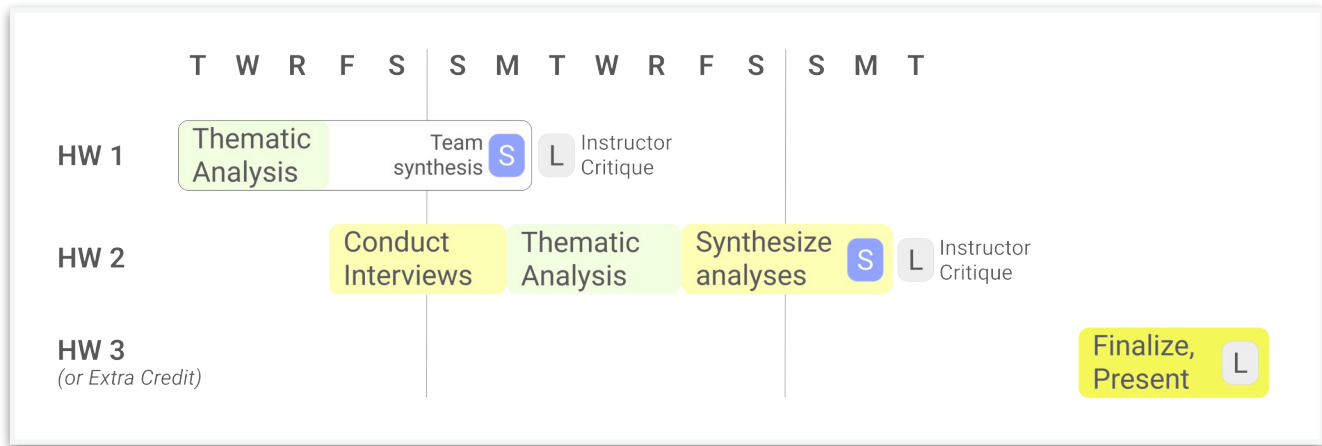 T W R F S S M T W R F S S M T
HW 1
Thematic
Analysis
Team
synthesis
S
L
Instructor
Critique
HW 2
Conduct
Interviews
Thematic
Analysis
Synthesize
analyses
S
L
Instructor
Critique
HW 3
(or Extra Credit)
Finalize,
Present
L